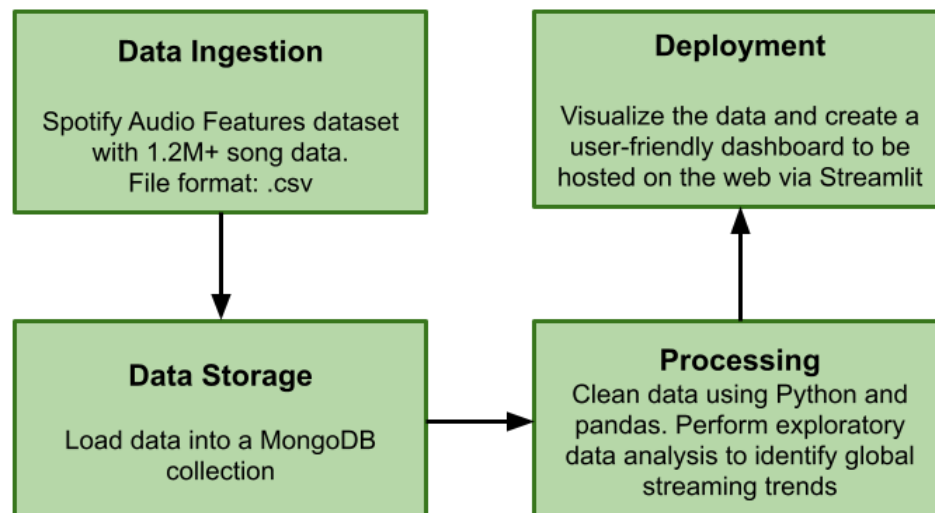 Data Ingestion
Spotify Audio Features dataset
with 1.2M+ song data.
File format: .csv
Data Storage
Load data into a MongoDB
collection
Processing
Clean data using Python and
pandas. Perform exploratory
data analysis to identify global
streaming trends
Deployment
Visualize the data and create a
user-friendly dashboard to be
hosted on the web via Streamlit